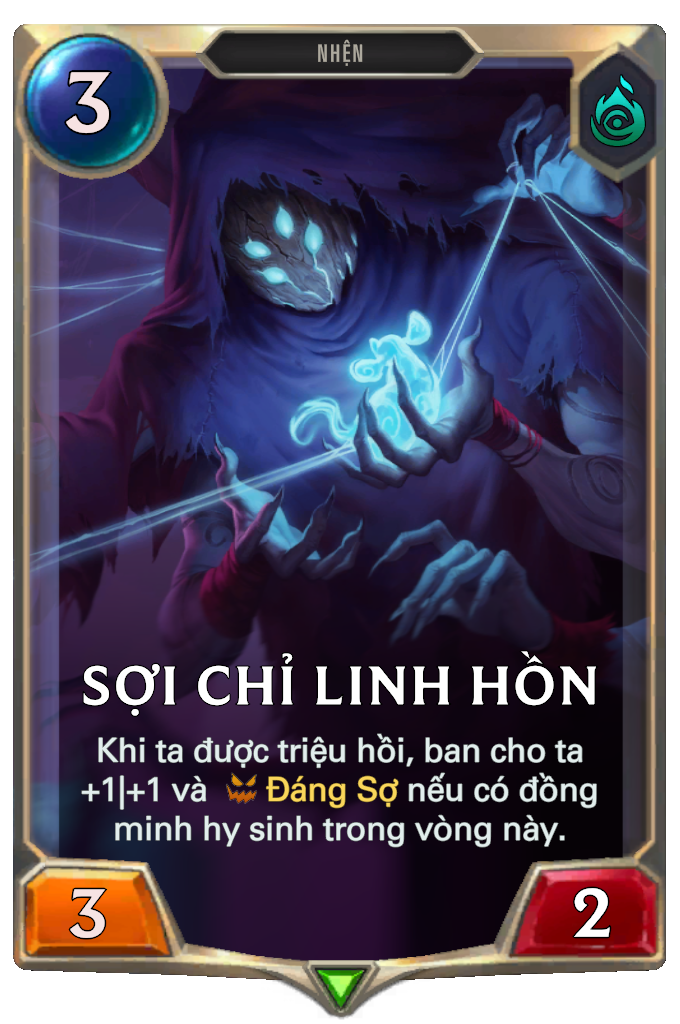 3
NHỆN
SỢI CHỈ LINH HỒN
Khi ta được triệu hồi, ban cho ta
+1|+1 và Đáng Sợ nếu có đồng
minh hy sinh trong vòng này.
3
2